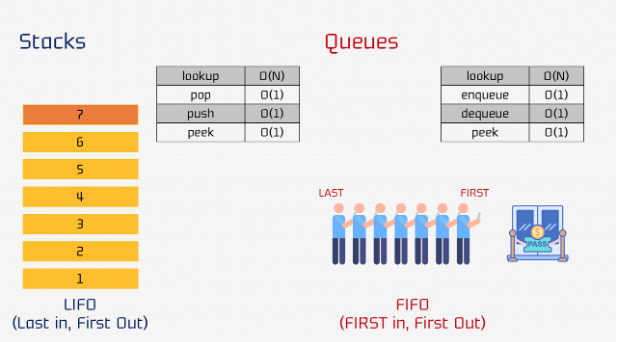 Stacks
lookup O(N)
pop O(1)
push O(1)
peek O(1)
7
6
5
4
3
2
1
LIFO
(Last in, First Out)
Queues
lookup O(N)
enqueue O(1)
dequeue O(1)
peek O(1)
LAST FIRST
PASS
FIFO
(FIRST in, First Out)